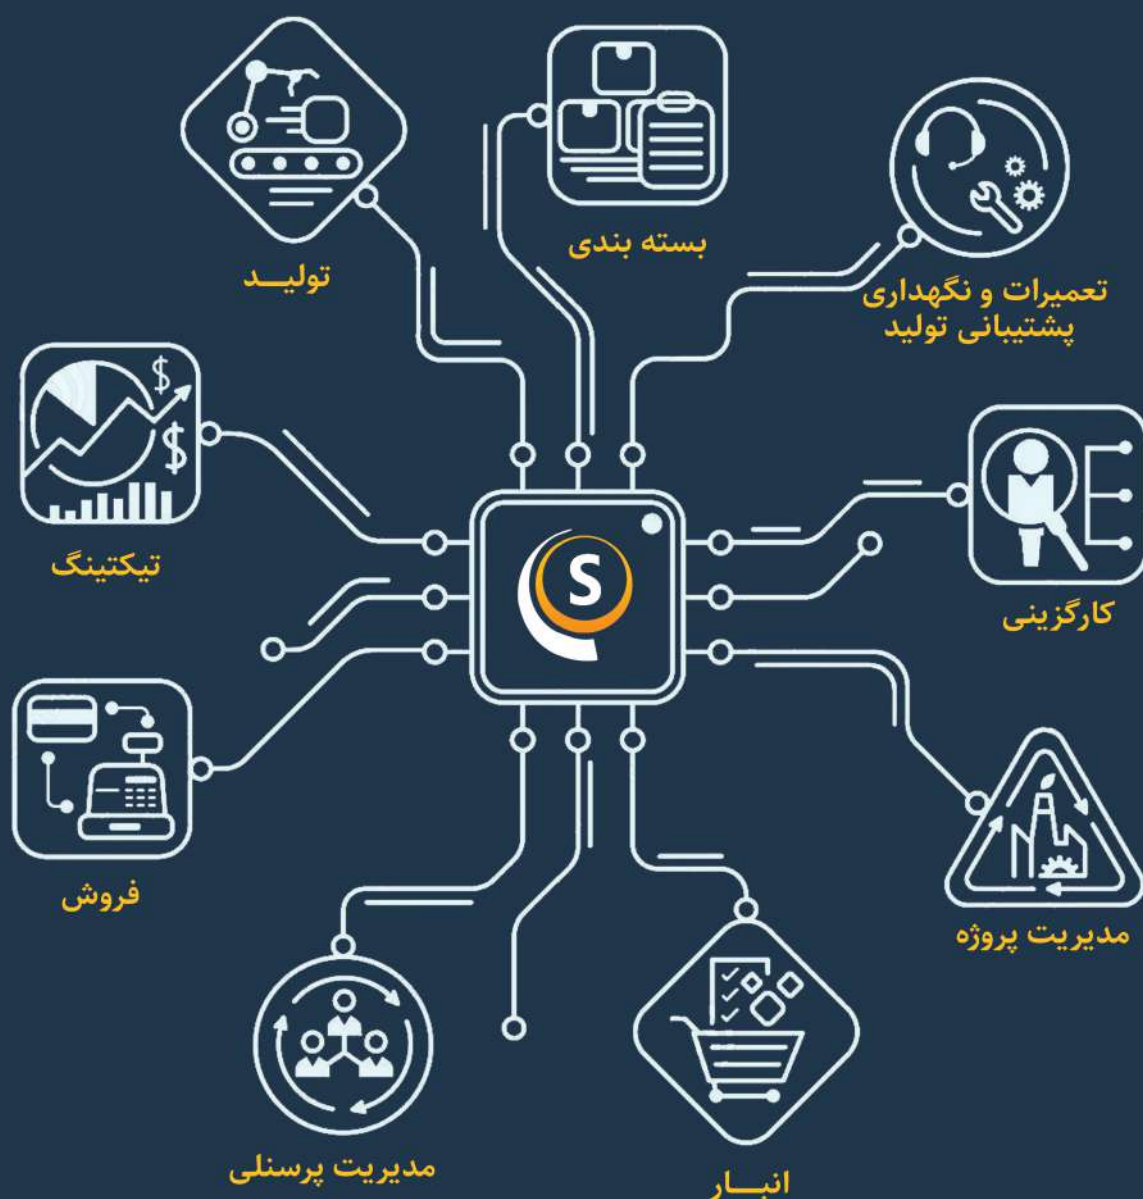 بسته بندی
تولیــد
تعمیرات و نگهداری
پشتیبانی تولید
تیکتینگ
S
کارگزینی
فروش
مدیریت پروژه
مدیریت پرسنلی
انبــار